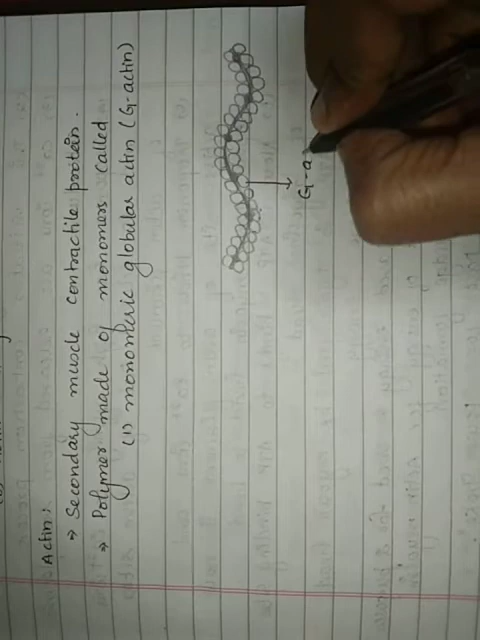 Actin:
→ Secondary muscle contractile protein.
→ Polymer made of monomers called
(1) monomeric globular actin (G-actin)
G-a